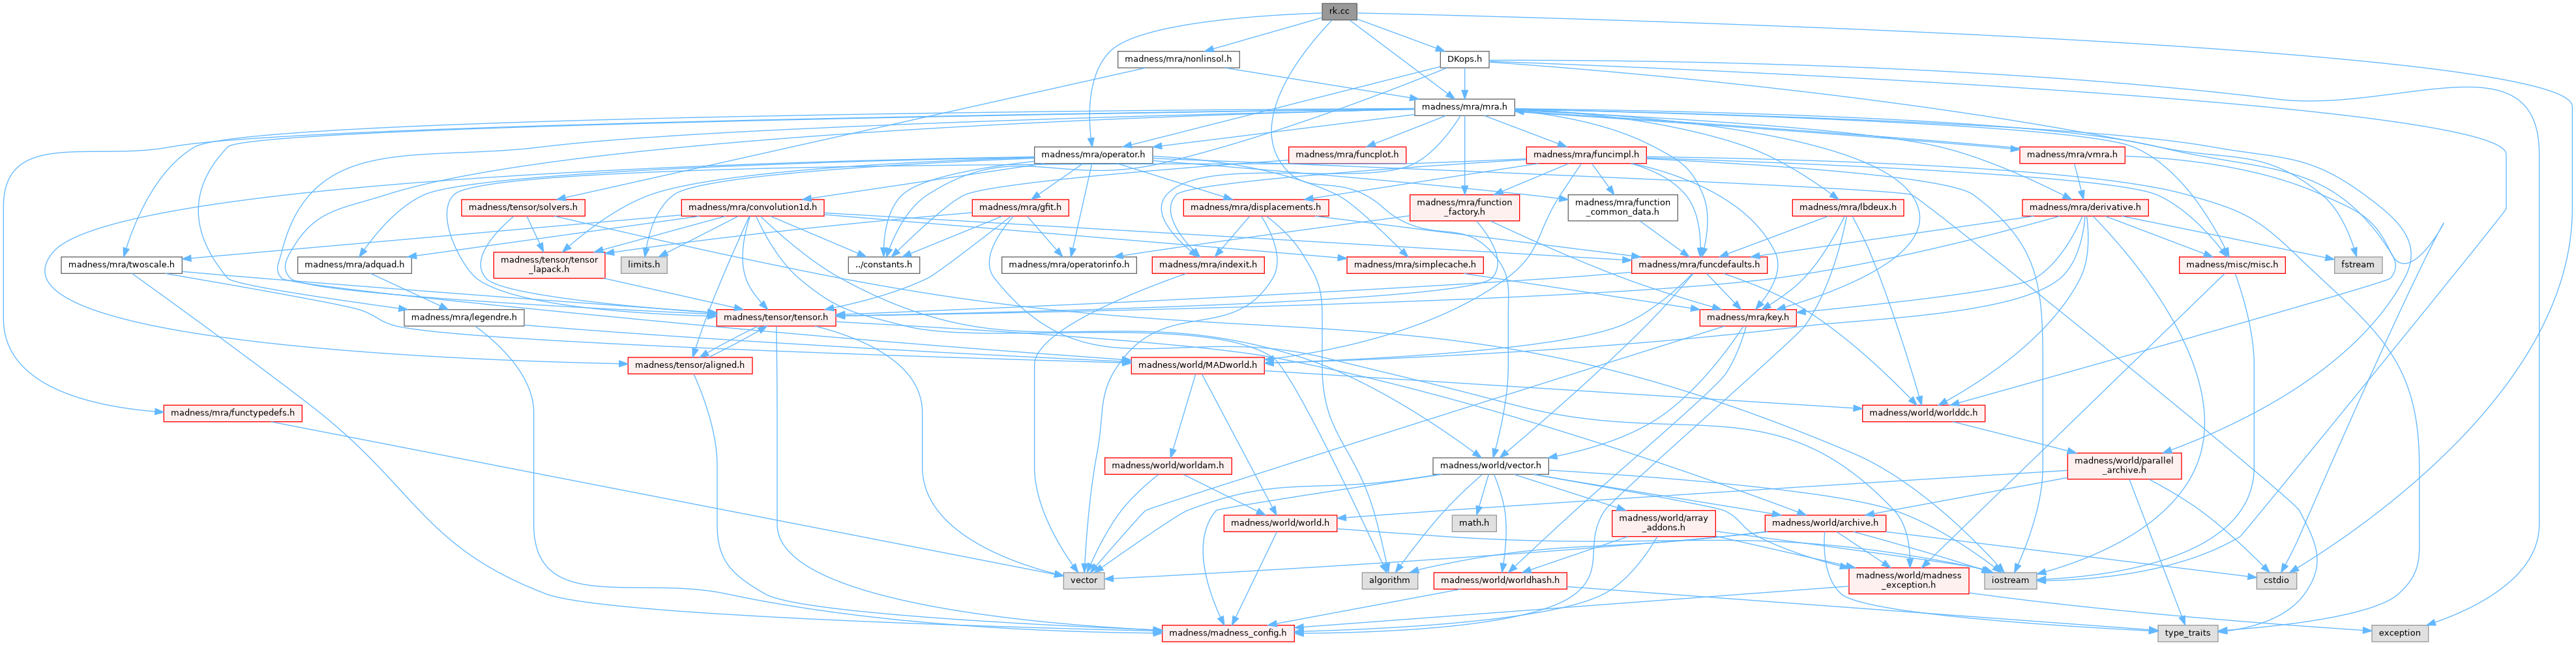 rk.cc
madness/mra/nonlinsol.h
DKops.h
madness/mra/mra.h
madness/mra/operator.h
madness/mra/funcplot.h
madness/mra/funcimpl.h
madness/mra/vmra.h
madness/tensor/solvers.h
madness/mra/convolution1d.h
madness/mra/gfit.h
madness/mra/displacements.h
madness/mra/function
_factory.h
madness/mra/function
_common_data.h
madness/mra/lbdeux.h
madness/mra/derivative.h
madness/mra/twoscale.h
madness/mra/adquad.h
madness/tensor/tensor
_lapack.h
limits.h
../constants.h
madness/mra/operatorinfo.h
madness/mra/indexit.h
madness/mra/simplecache.h
madness/mra/funcdefaults.h
madness/misc/misc.h
fstream
madness/mra/legendre.h
madness/tensor/tensor.h
madness/mra/key.h
madness/tensor/aligned.h
madness/world/MADworld.h
madness/mra/functypedefs.h
madness/world/worlddc.h
madness/world/worldam.h
madness/world/vector.h
madness/world/parallel
_archive.h
madness/world/world.h
math.h
madness/world/array
_addons.h
madness/world/archive.h
vector
algorithm
madness/world/worldhash.h
madness/world/madness
_exception.h
iostream
cstdio
madness/madness_config.h
type_traits
exception